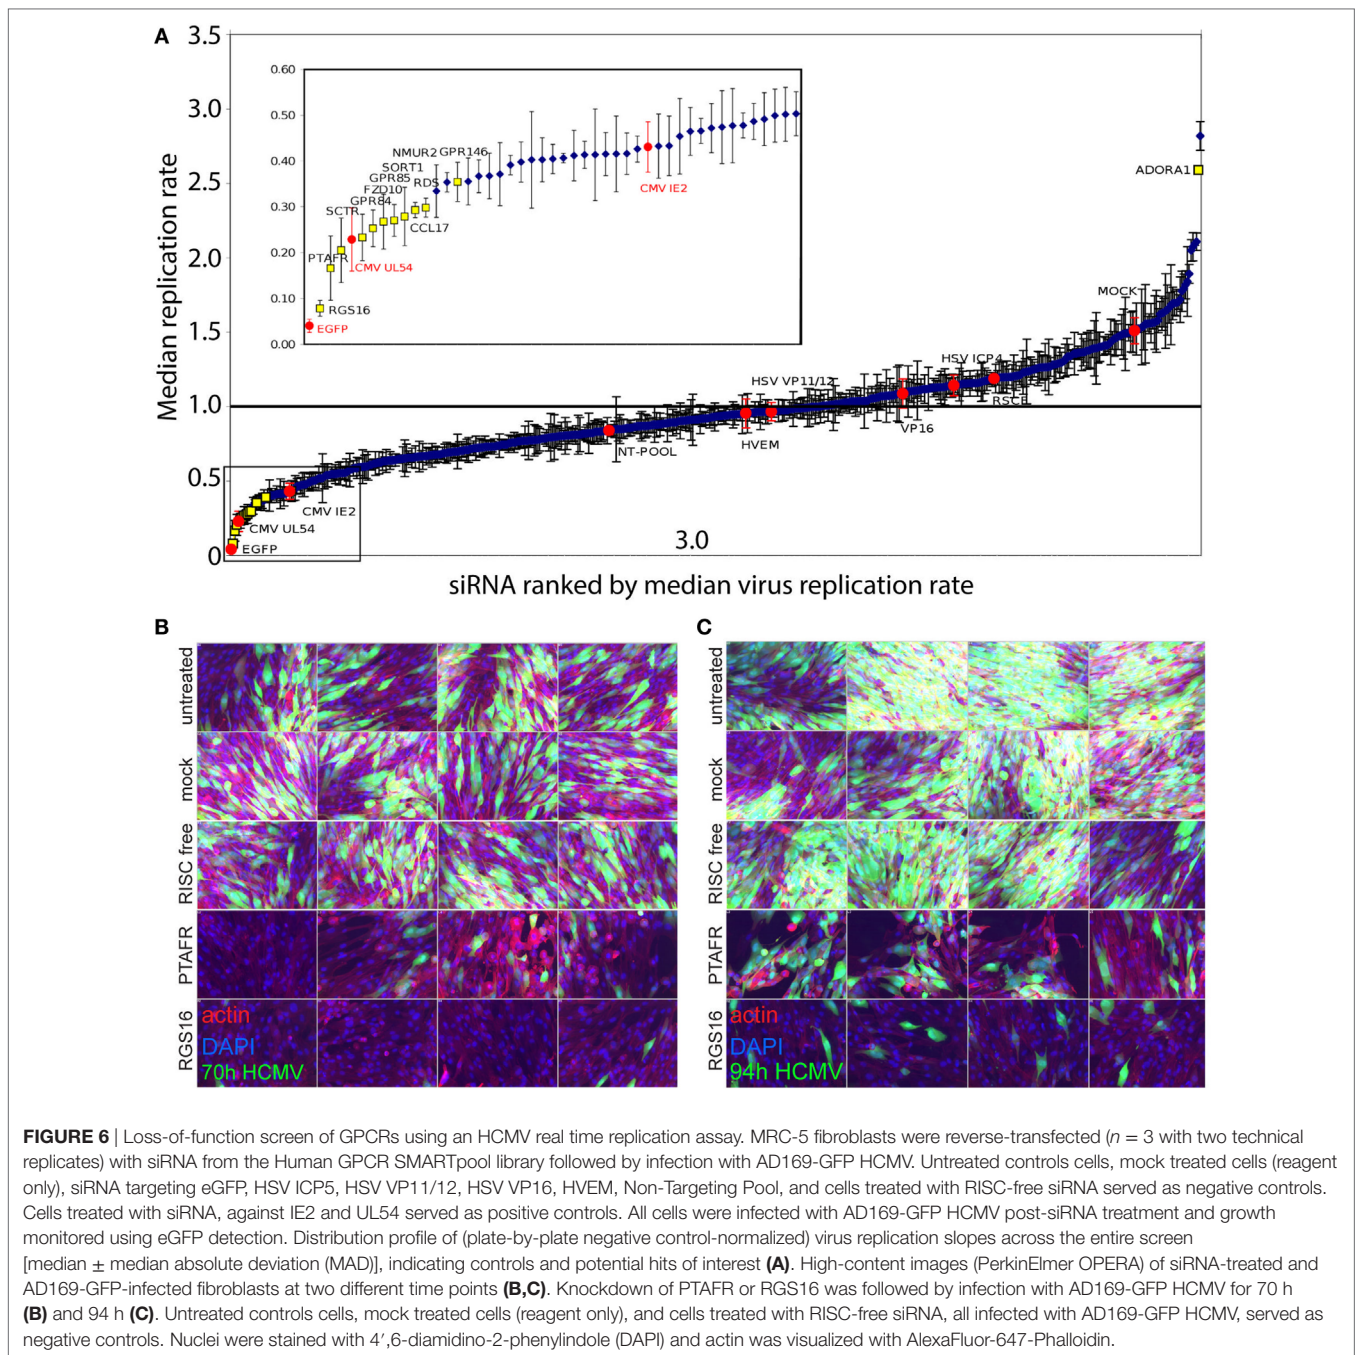 A
3.5
3.0
2.5
2.0
1.5
1.0
0.5
0
Median replication rate
0.60
0.50
0.40
0.30
0.20
0.10
0.00
NMUR2 GPR146
SORT1
GPR85 RDS
FZD10
GPR84
SCTR
CCL17
PTAFR
CMV UL54
RGS16
EGFP
CMV IE2
ADORA1
MOCK
HSV ICP4
RSCF
HSV VP11/12
VP16
HVEM
NT-POOL
CMV IE2
CMV UL54
EGFP
3.0
siRNA ranked by median virus replication rate
B
untreated
mock
RISC free
PTAFR
RGS16
actin
DAPI
70h HCMV
C
untreated
mock
RISC free
PTAFR
RGS16
actin
DAPI
94h HCMV
FIGURE 6 | Loss-of-function screen of GPCRs using an HCMV real time replication assay. MRC-5 fibroblasts were reverse-transfected (n = 3 with two technical
replicates) with siRNA from the Human GPCR SMARTpool library followed by infection with AD169-GFP HCMV. Untreated controls cells, mock treated cells (reagent
only), siRNA targeting eGFP, HSV ICP5, HSV VP11/12, HSV VP16, HVEM, Non-Targeting Pool, and cells treated with RISC-free siRNA served as negative controls.
Cells treated with siRNA, against IE2 and UL54 served as positive controls. All cells were infected with AD169-GFP HCMV post-siRNA treatment and growth
monitored using eGFP detection. Distribution profile of (plate-by-plate negative control-normalized) virus replication slopes across the entire screen
[median ± median absolute deviation (MAD)], indicating controls and potential hits of interest (A). High-content images (PerkinElmer OPERA) of siRNA-treated and
AD169-GFP-infected fibroblasts at two different time points (B,C). Knockdown of PTAFR or RGS16 was followed by infection with AD169-GFP HCMV for 70 h
(B) and 94 h (C). Untreated controls cells, mock treated cells (reagent only), and cells treated with RISC-free siRNA, all infected with AD169-GFP HCMV, served as
negative controls. Nuclei were stained with 4′,6-diamidino-2-phenylindole (DAPI) and actin was visualized with AlexaFluor-647-Phalloidin.